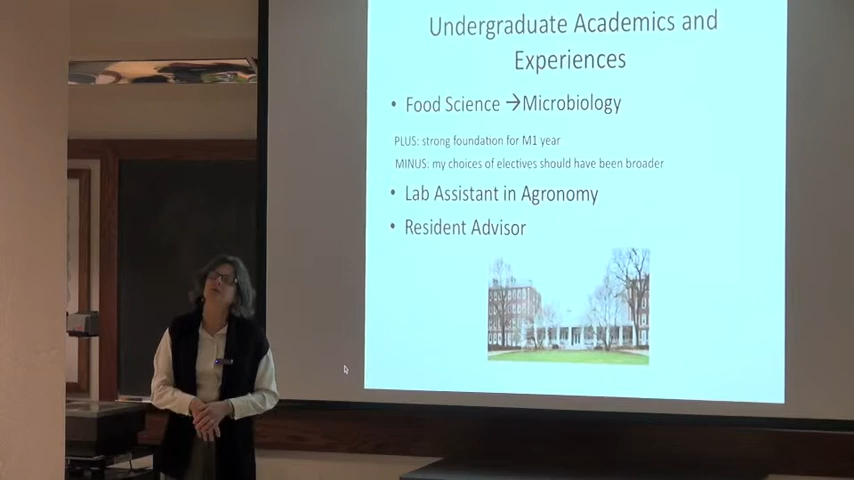 Undergraduate Academics and
Experiences
• Food Science →Microbiology
PLUS: strong foundation for M1 year
MINUS: my choices of electives should have been broader
• Lab Assistant in Agronomy
• Resident Advisor